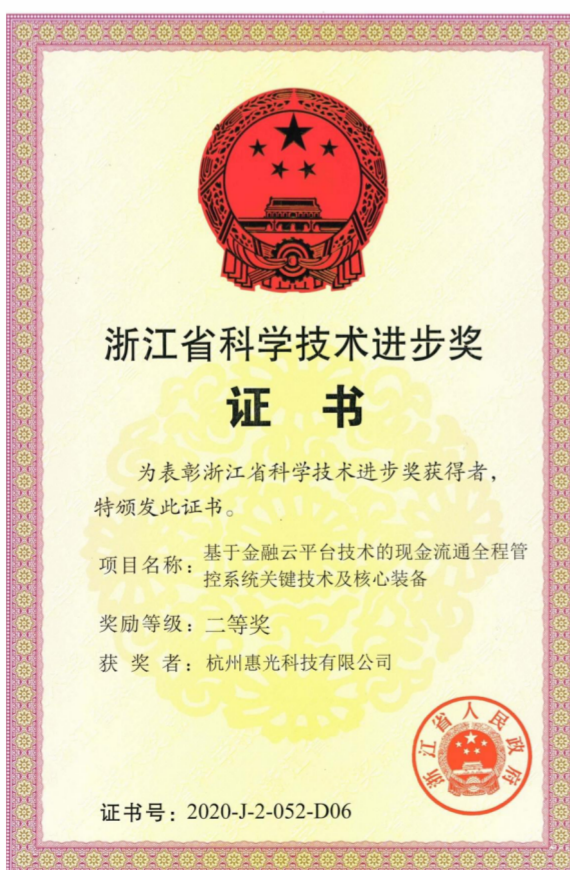 浙江省科学技术进步奖
证书
为表彰浙江省科学技术进步奖获得者，
特颁发此证书。
项目名称：基于金融云平台技术的现金流通全程管
控系统关键技术及核心装备
奖励等级：二等奖
获奖者：杭州惠光科技有限公司
浙江省人民政府
证书号：2020-J-2-052-D06